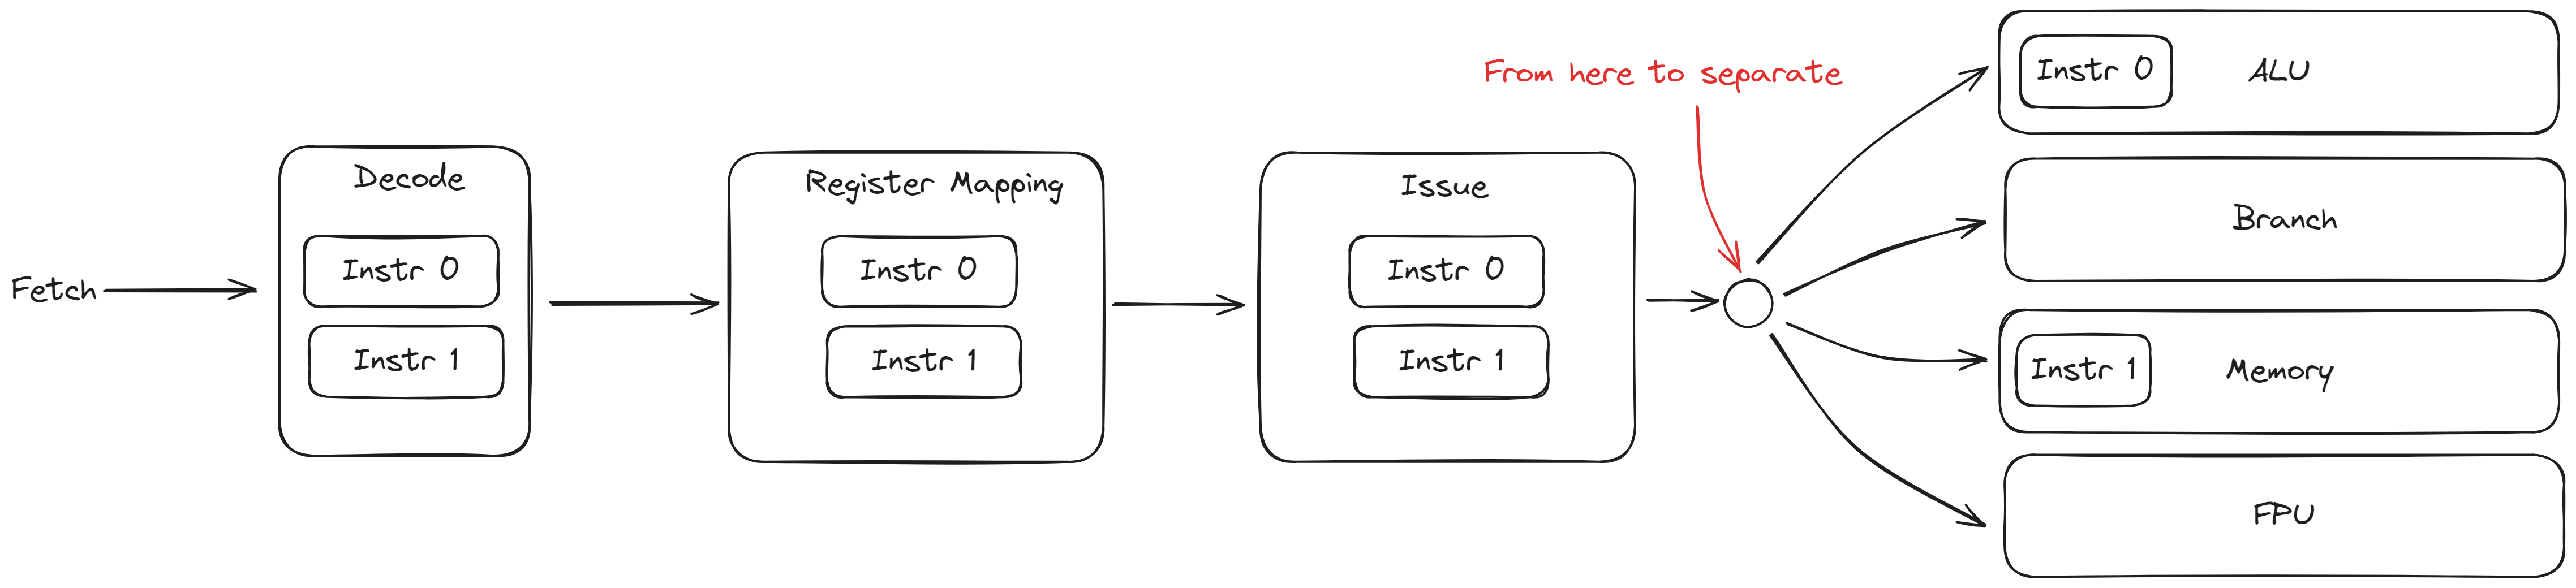 Fetch
Decode
Instr 0
Instr 1
Register Mapping
Instr 0
Instr 1
Issue
Instr 0
Instr 1
From here to separate
Instr 0
ALU
Branch
Instr 1
Memory
FPU